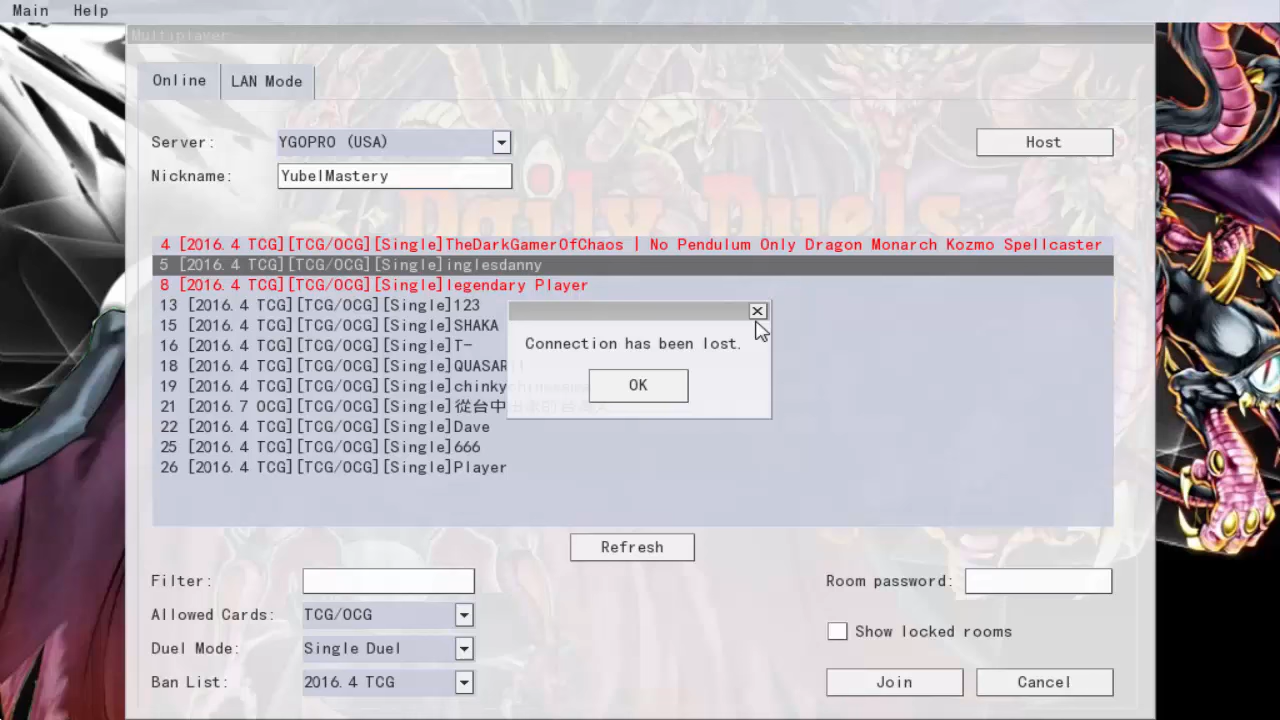 Main Help
Multiplayer
Online LAN Mode
Server: YGOPRO (USA) Host
Nickname: YubelMastery
Daily Duels
4 [2016.4 TCG][TCG/OCG][Single]TheDarkGamerOfChaos | No Pendulum Only Dragon Monarch Kozmo Spellcaster
5 [2016.4 TCG][TCG/OCG][Single]inglesdanny
8 [2016.4 TCG][TCG/OCG][Single]legendary Player
13 [2016.4 TCG][TCG/OCG][Single]123
15 [2016.4 TCG][TCG/OCG][Single]SHAKA
16 [2016.4 TCG][TCG/OCG][Single]T-
18 [2016.4 TCG][TCG/OCG][Single]QUASAR
19 [2016.4 TCG][TCG/OCG][Single]
21 [2016.7 OCG][TCG/OCG][Single]從台中
22 [2016.4 TCG][TCG/OCG][Single]Dave
25 [2016.4 TCG][TCG/OCG][Single]666
26 [2016.4 TCG][TCG/OCG][Single]Player
Connection has been lost.
OK
Refresh
Filter: Room password:
Allowed Cards: TCG/OCG
Show locked rooms
Duel Mode: Single Duel
Ban List: 2016.4 TCG Join Cancel